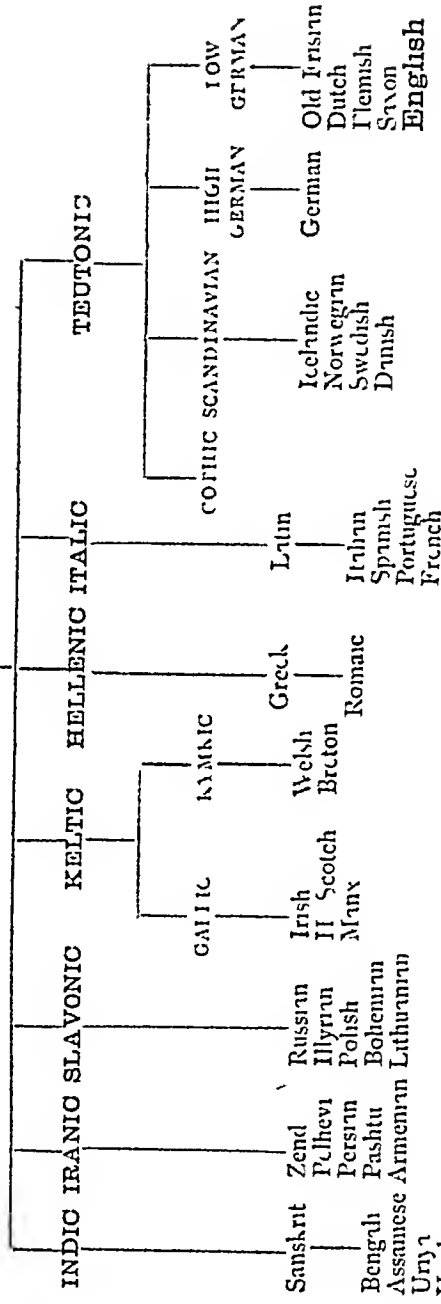 INDIC IRANIC SLAVONIC KELTIC HELLENIC ITALIC TEUTONIC
GAELIC KYMRIC GOTHIC SCANDINAVIAN HIGH GERMAN LOW GERMAN
Sanskrit
Bengali
Assamese
Uriya
Zend
Pelhevi
Persian
Pashtu
Armenian
Russian
Illyrian
Polish
Bohemian
Lithuanian
Irish
H Scotch
Manx
Welsh
Breton
Greek
Romaic
Latin
Italian
Spanish
Portuguese
French
Icelandic
Norwegian
Swedish
Danish
German
Old Frisian
Dutch
Flemish
Saxon
English